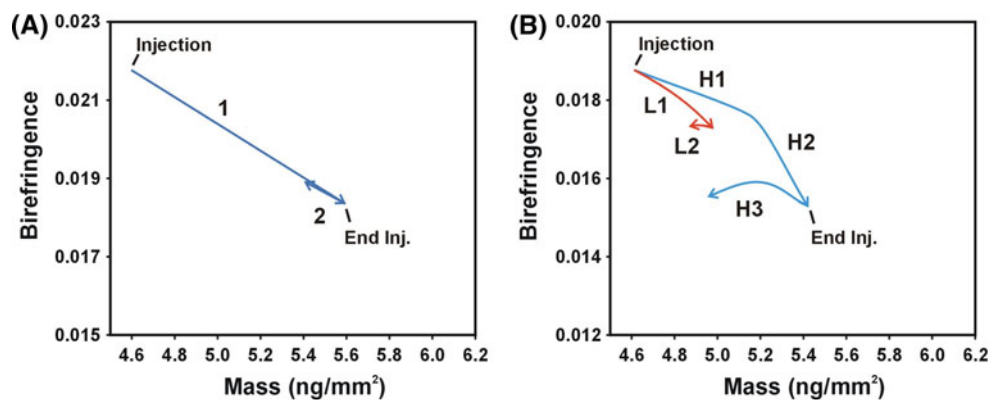 (A)
0.023
0.021
0.019
0.017
0.015
Birefringence
Injection
1
2
End Inj.
4.6 4.8 5.0 5.2 5.4 5.6 5.8 6.0 6.2
Mass (ng/mm²)
(B)
0.020
0.018
0.016
0.014
0.012
Birefringence
Injection
H1
L1
L2
H2
H3
End Inj.
4.6 4.8 5.0 5.2 5.4 5.6 5.8 6.0 6.2
Mass (ng/mm²)